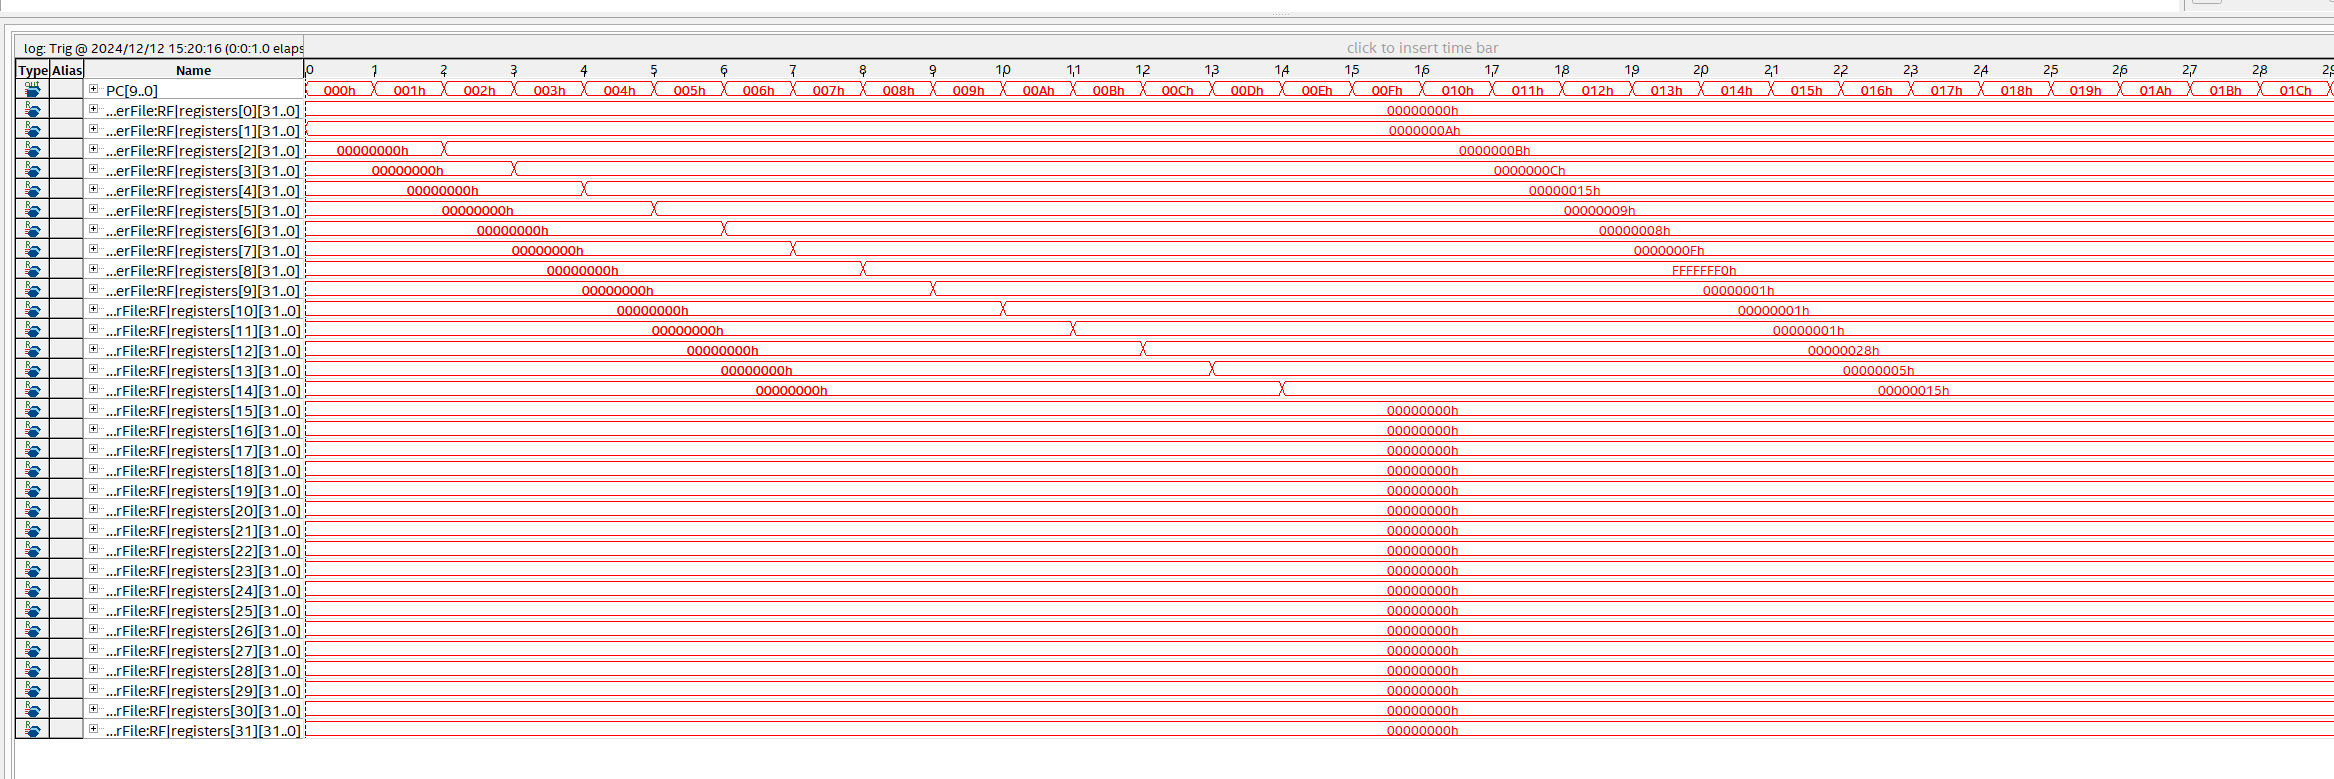 log: Trig @ 2024/12/12 15:20:16 (0:0:1.0 elaps
click to insert time bar
Type Alias Name 0 1 2 3 4 5 6 7 8 9 10 11 12 13 14 15 16 17 18 19 20 21 22 23 24 25 26 27 28 29
PC[9..0] 000h 001h 002h 003h 004h 005h 006h 007h 008h 009h 00Ah 00Bh 00Ch 00Dh 00Eh 00Fh 010h 011h 012h 013h 014h 015h 016h 017h 018h 019h 01Ah 01Bh 01Ch
...erFile:RF|registers[0][31..0] 00000000h
...erFile:RF|registers[1][31..0] 0000000Ah
...erFile:RF|registers[2][31..0] 00000000h 0000000Bh
...erFile:RF|registers[3][31..0] 00000000h 0000000Ch
...erFile:RF|registers[4][31..0] 00000000h 00000015h
...erFile:RF|registers[5][31..0] 00000000h 00000009h
...erFile:RF|registers[6][31..0] 00000000h 00000008h
...erFile:RF|registers[7][31..0] 00000000h 0000000Fh
...erFile:RF|registers[8][31..0] 00000000h FFFFFFF0h
...erFile:RF|registers[9][31..0] 00000000h 00000001h
...rFile:RF|registers[10][31..0] 00000000h 00000001h
...rFile:RF|registers[11][31..0] 00000000h 00000001h
...rFile:RF|registers[12][31..0] 00000000h 00000028h
...rFile:RF|registers[13][31..0] 00000000h 00000005h
...rFile:RF|registers[14][31..0] 00000000h 00000015h
...rFile:RF|registers[15][31..0] 00000000h
...rFile:RF|registers[16][31..0] 00000000h
...rFile:RF|registers[17][31..0] 00000000h
...rFile:RF|registers[18][31..0] 00000000h
...rFile:RF|registers[19][31..0] 00000000h
...rFile:RF|registers[20][31..0] 00000000h
...rFile:RF|registers[21][31..0] 00000000h
...rFile:RF|registers[22][31..0] 00000000h
...rFile:RF|registers[23][31..0] 00000000h
...rFile:RF|registers[24][31..0] 00000000h
...rFile:RF|registers[25][31..0] 00000000h
...rFile:RF|registers[26][31..0] 00000000h
...rFile:RF|registers[27][31..0] 00000000h
...rFile:RF|registers[28][31..0] 00000000h
...rFile:RF|registers[29][31..0] 00000000h
...rFile:RF|registers[30][31..0] 00000000h
...rFile:RF|registers[31][31..0] 00000000h